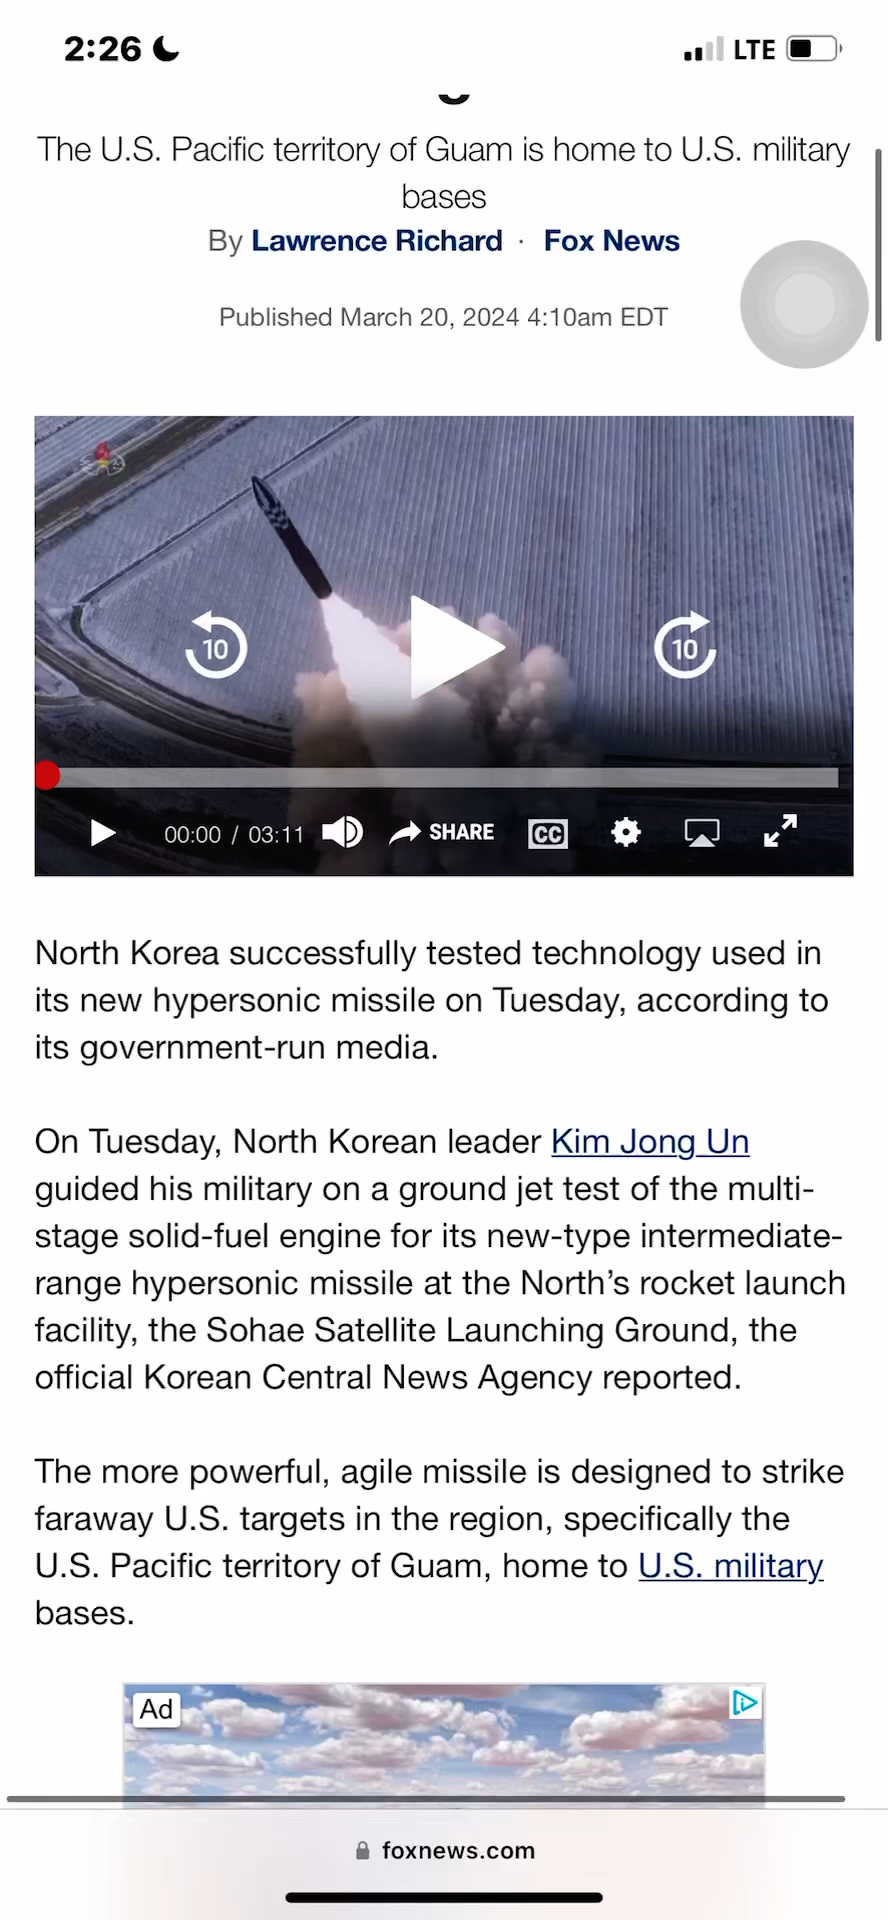 2:26
LTE
The U.S. Pacific territory of Guam is home to U.S. military
bases
By Lawrence Richard · Fox News
Published March 20, 2024 4:10am EDT
10
10
00:00 / 03:11 SHARE CC
North Korea successfully tested technology used in
its new hypersonic missile on Tuesday, according to
its government-run media.
On Tuesday, North Korean leader Kim Jong Un
guided his military on a ground jet test of the multi-
stage solid-fuel engine for its new-type intermediate-
range hypersonic missile at the North’s rocket launch
facility, the Sohae Satellite Launching Ground, the
official Korean Central News Agency reported.
The more powerful, agile missile is designed to strike
faraway U.S. targets in the region, specifically the
U.S. Pacific territory of Guam, home to U.S. military
bases.
Ad
foxnews.com